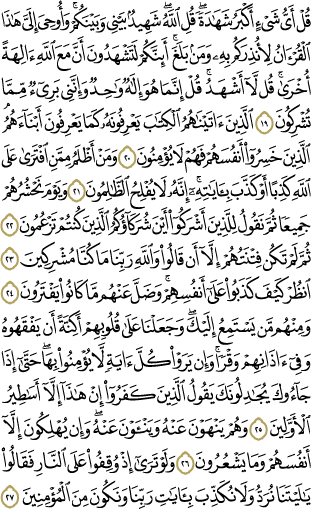 قُلْ أَىُّ شَىْءٍ أَكْبَرُ شَهَٰدَةً ۖ قُلِ ٱللَّهُ ۖ شَهِيدٌۢ بَيْنِى وَبَيْنَكُمْ ۚ وَأُوحِىَ إِلَىَّ هَٰذَا
ٱلْقُرْءَانُ لِأُنذِرَكُم بِهِۦ وَمَنۢ بَلَغَ ۚ أَئِنَّكُمْ لَتَشْهَدُونَ أَنَّ مَعَ ٱللَّهِ ءَالِهَةً
أُخْرَىٰ ۚ قُل لَّآ أَشْهَدُ ۚ قُلْ إِنَّمَا هُوَ إِلَٰهٌ وَٰحِدٌ وَإِنَّنِى بَرِىٓءٌ مِّمَّا
تُشْرِكُونَ ١٩ ٱلَّذِينَ ءَاتَيْنَٰهُمُ ٱلْكِتَٰبَ يَعْرِفُونَهُۥ كَمَا يَعْرِفُونَ أَبْنَآءَهُمُ ۘ
ٱلَّذِينَ خَسِرُوٓا۟ أَنفُسَهُمْ فَهُمْ لَا يُؤْمِنُونَ ٢٠ وَمَنْ أَظْلَمُ مِمَّنِ ٱفْتَرَىٰ عَلَى
ٱللَّهِ كَذِبًا أَوْ كَذَّبَ بِـَٔايَٰتِهِۦٓ ۗ إِنَّهُۥ لَا يُفْلِحُ ٱلظَّٰلِمُونَ ٢١ وَيَوْمَ نَحْشُرُهُمْ
جَمِيعًا ثُمَّ نَقُولُ لِلَّذِينَ أَشْرَكُوٓا۟ أَيْنَ شُرَكَآؤُكُمُ ٱلَّذِينَ كُنتُمْ تَزْعُمُونَ ٢٢
ثُمَّ لَمْ تَكُن فِتْنَتُهُمْ إِلَّآ أَن قَالُوا۟ وَٱللَّهِ رَبِّنَا مَا كُنَّا مُشْرِكِينَ ٢٣
ٱنظُرْ كَيْفَ كَذَبُوا۟ عَلَىٰٓ أَنفُسِهِمْ ۚ وَضَلَّ عَنْهُم مَّا كَانُوا۟ يَفْتَرُونَ ٢٤
وَمِنْهُم مَّن يَسْتَمِعُ إِلَيْكَ ۖ وَجَعَلْنَا عَلَىٰ قُلُوبِهِمْ أَكِنَّةً أَن يَفْقَهُوهُ
وَفِىٓ ءَاذَانِهِمْ وَقْرًا ۚ وَإِن يَرَوْا۟ كُلَّ ءَايَةٍ لَّا يُؤْمِنُوا۟ بِهَا ۚ حَتَّىٰٓ إِذَا
جَآءُوكَ يُجَٰدِلُونَكَ يَقُولُ ٱلَّذِينَ كَفَرُوٓا۟ إِنْ هَٰذَآ إِلَّآ أَسَٰطِيرُ
ٱلْأَوَّلِينَ ٢٥ وَهُمْ يَنْهَوْنَ عَنْهُ وَيَنْـَٔوْنَ عَنْهُ ۖ وَإِن يُهْلِكُونَ إِلَّآ
أَنفُسَهُمْ وَمَا يَشْعُرُونَ ٢٦ وَلَوْ تَرَىٰٓ إِذْ وُقِفُوا۟ عَلَى ٱلنَّارِ فَقَالُوا۟
يَٰلَيْتَنَا نُرَدُّ وَلَا نُكَذِّبَ بِـَٔايَٰتِ رَبِّنَا وَنَكُونَ مِنَ ٱلْمُؤْمِنِينَ ٢٧